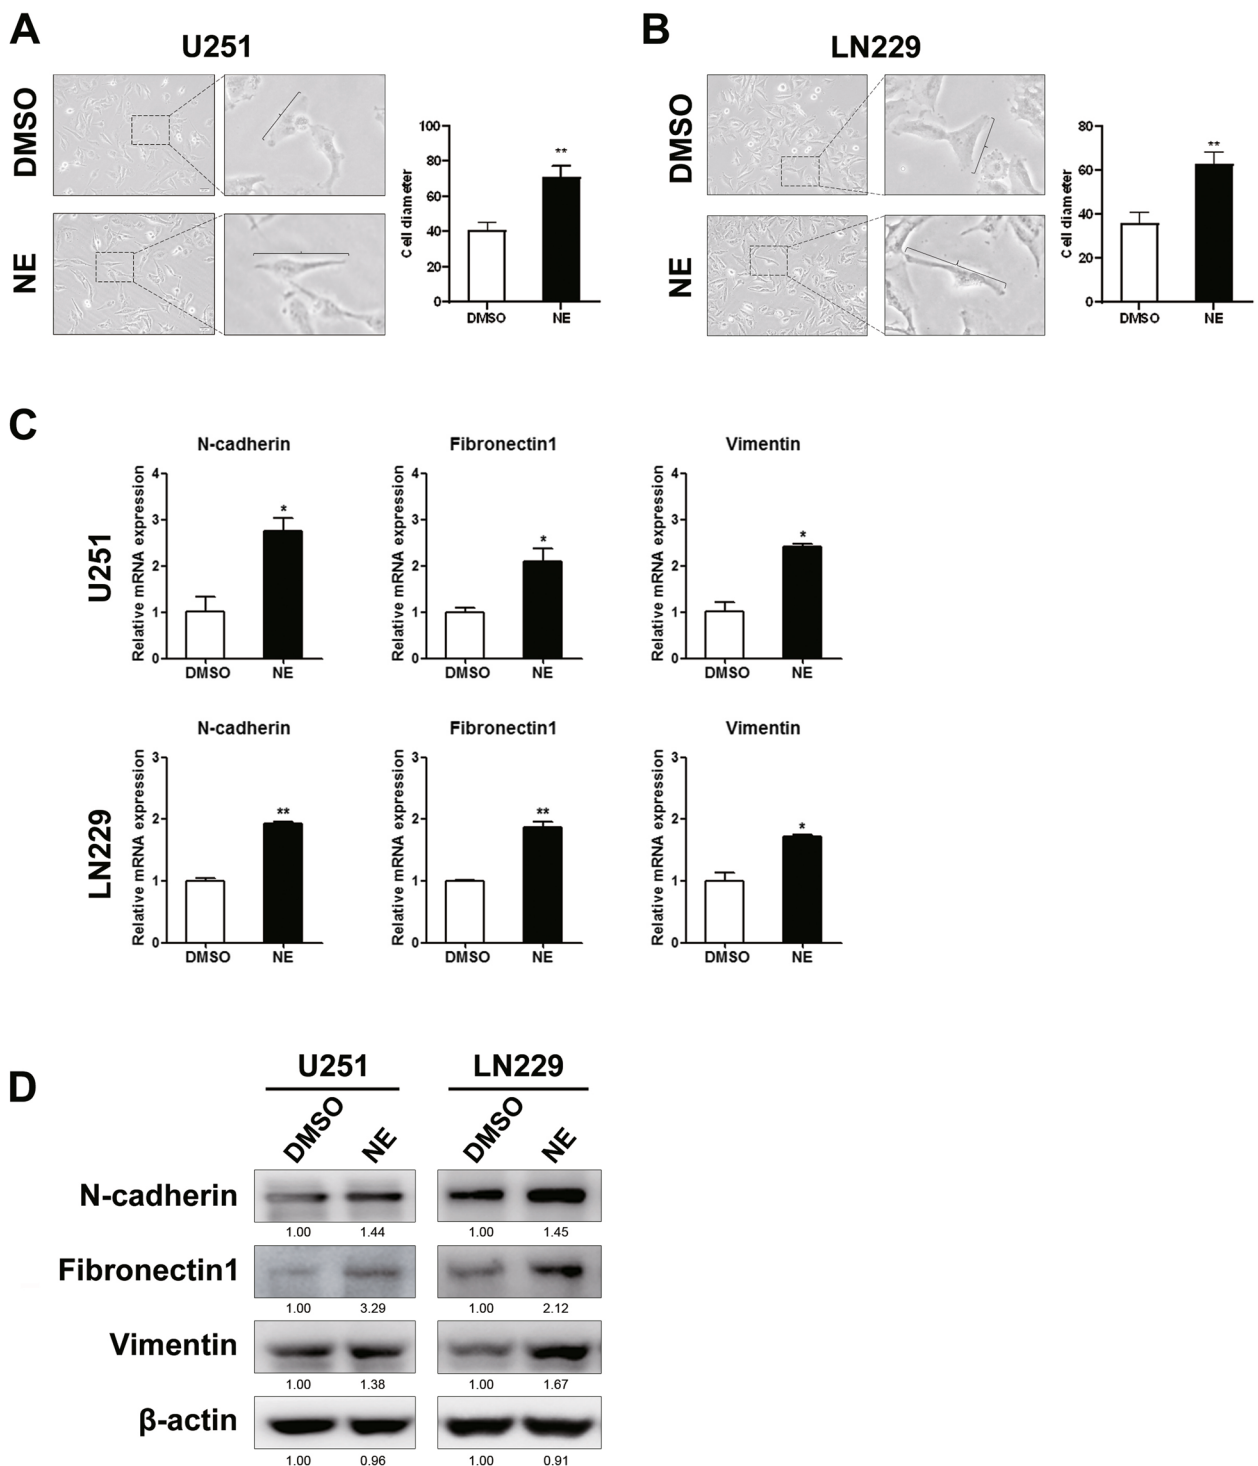 A
U251
DMSO
NE
Cell diameter
100
80
60
40
20
0
**
DMSO
NE
B
LN229
DMSO
NE
Cell diameter
80
60
40
20
0
**
DMSO
NE
C
U251
N-cadherin
Relative mRNA expression
4
3
2
1
0
*
DMSO
NE
Fibronectin1
Relative mRNA expression
4
3
2
1
0
*
DMSO
NE
Vimentin
Relative mRNA expression
4
3
2
1
0
*
DMSO
NE
LN229
N-cadherin
Relative mRNA expression
3
2
1
0
**
DMSO
NE
Fibronectin1
Relative mRNA expression
3
2
1
0
**
DMSO
NE
Vimentin
Relative mRNA expression
3
2
1
0
*
DMSO
NE
D
U251 LN229
DMSO NE DMSO NE
N-cadherin
1.00 1.44 1.00 1.45
Fibronectin1
1.00 3.29 1.00 2.12
Vimentin
1.00 1.38 1.00 1.67
β-actin
1.00 0.96 1.00 0.91